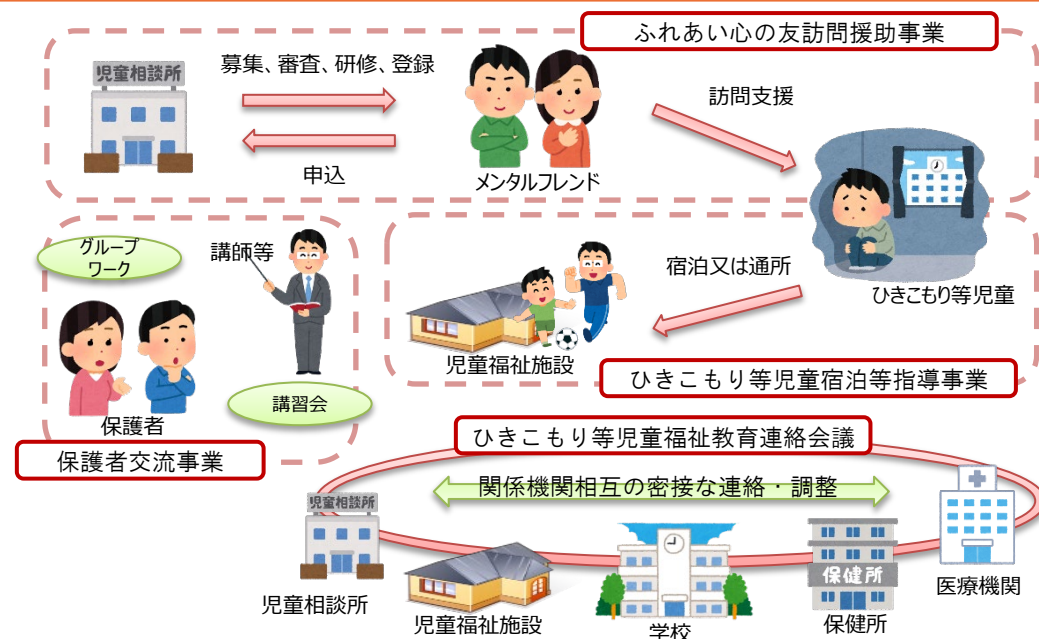 ふれあい心の友訪問援助事業
児童相談所
募集、審査、研修、登録
申込
メンタルフレンド
訪問支援
ひきこもり等児童
グループ
ワーク
講師等
保護者
講習会
保護者交流事業
宿泊又は通所
児童福祉施設
ひきこもり等児童宿泊等指導事業
ひきこもり等児童福祉教育連絡会議
関係機関相互の密接な連絡・調整
児童相談所
児童相談所
児童福祉施設
学校
保健所
保健所
医療機関